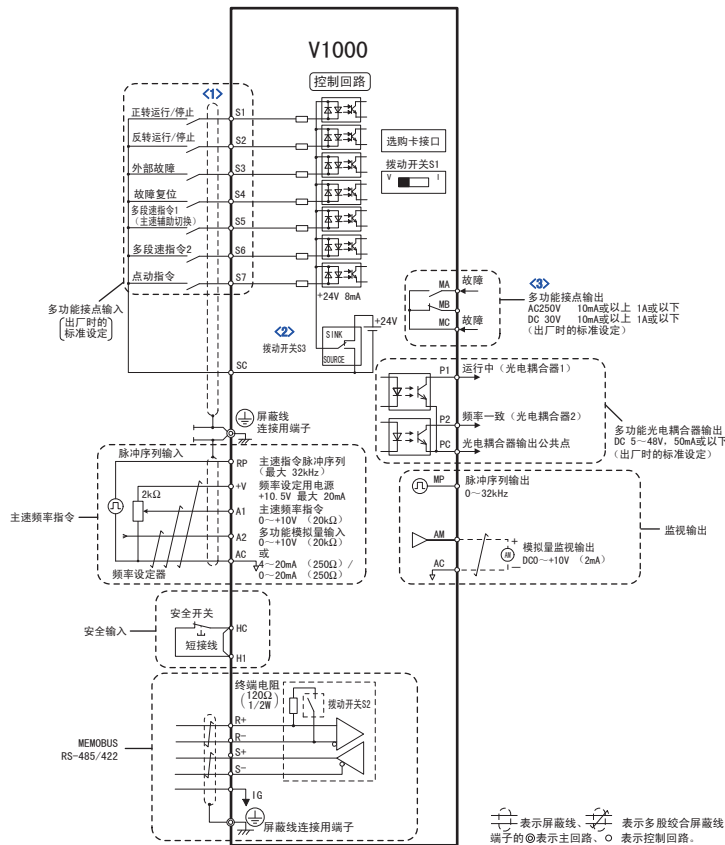 V1000
控制回路
<1>
正转运行/停止
S1
反转运行/停止
S2
外部故障
S3
故障复位
S4
多段速指令1
（主速辅助切换）
S5
多段速指令2
S6
点动指令
S7
多功能接点输入
出厂时的
标准设定
选购卡接口
拨动开关S1
V I
+24V 8mA
<2>
拨动开关S3
SINK
SOURCE
+24V
SC
MA
故障
MB
MC
故障
<3>
多功能接点输出
AC250V 10mA或以上 1A或以下
DC 30V 10mA或以上 1A或以下
（出厂时的标准设定）
P1
运行中（光电耦合器1）
P2
频率一致（光电耦合器2）
PC
光电耦合器输出公共点
多功能光电耦合器输出
DC 5～48V，50mA或以下
（出厂时的标准设定）
屏蔽线
连接用端子
脉冲序列输入
RP
主速指令脉冲序列
（最大 32kHz）
2kΩ
+V
频率设定用电源
+10.5V 最大 20mA
主速频率指令
A1
主速频率指令
0～+10V （20kΩ）
A2
多功能模拟量输入
0～+10V （20kΩ）
AC
或
4～20mA （250Ω）/
0～20mA （250Ω）
频率设定器
MP
脉冲序列输出
0～32kHz
AM
+
AM
模拟量监视输出
DC0～+10V （2mA）
AC
−
监视输出
安全输入
安全开关
HC
短接线
H1
终端电阻
（120Ω
1/2W）
拨动开关S2
MEMOBUS
RS-485/422
R+
R-
S+
S-
IG
屏蔽线连接用端子
表示屏蔽线、 表示多股绞合屏蔽线
端子的◎表示主回路、○ 表示控制回路。